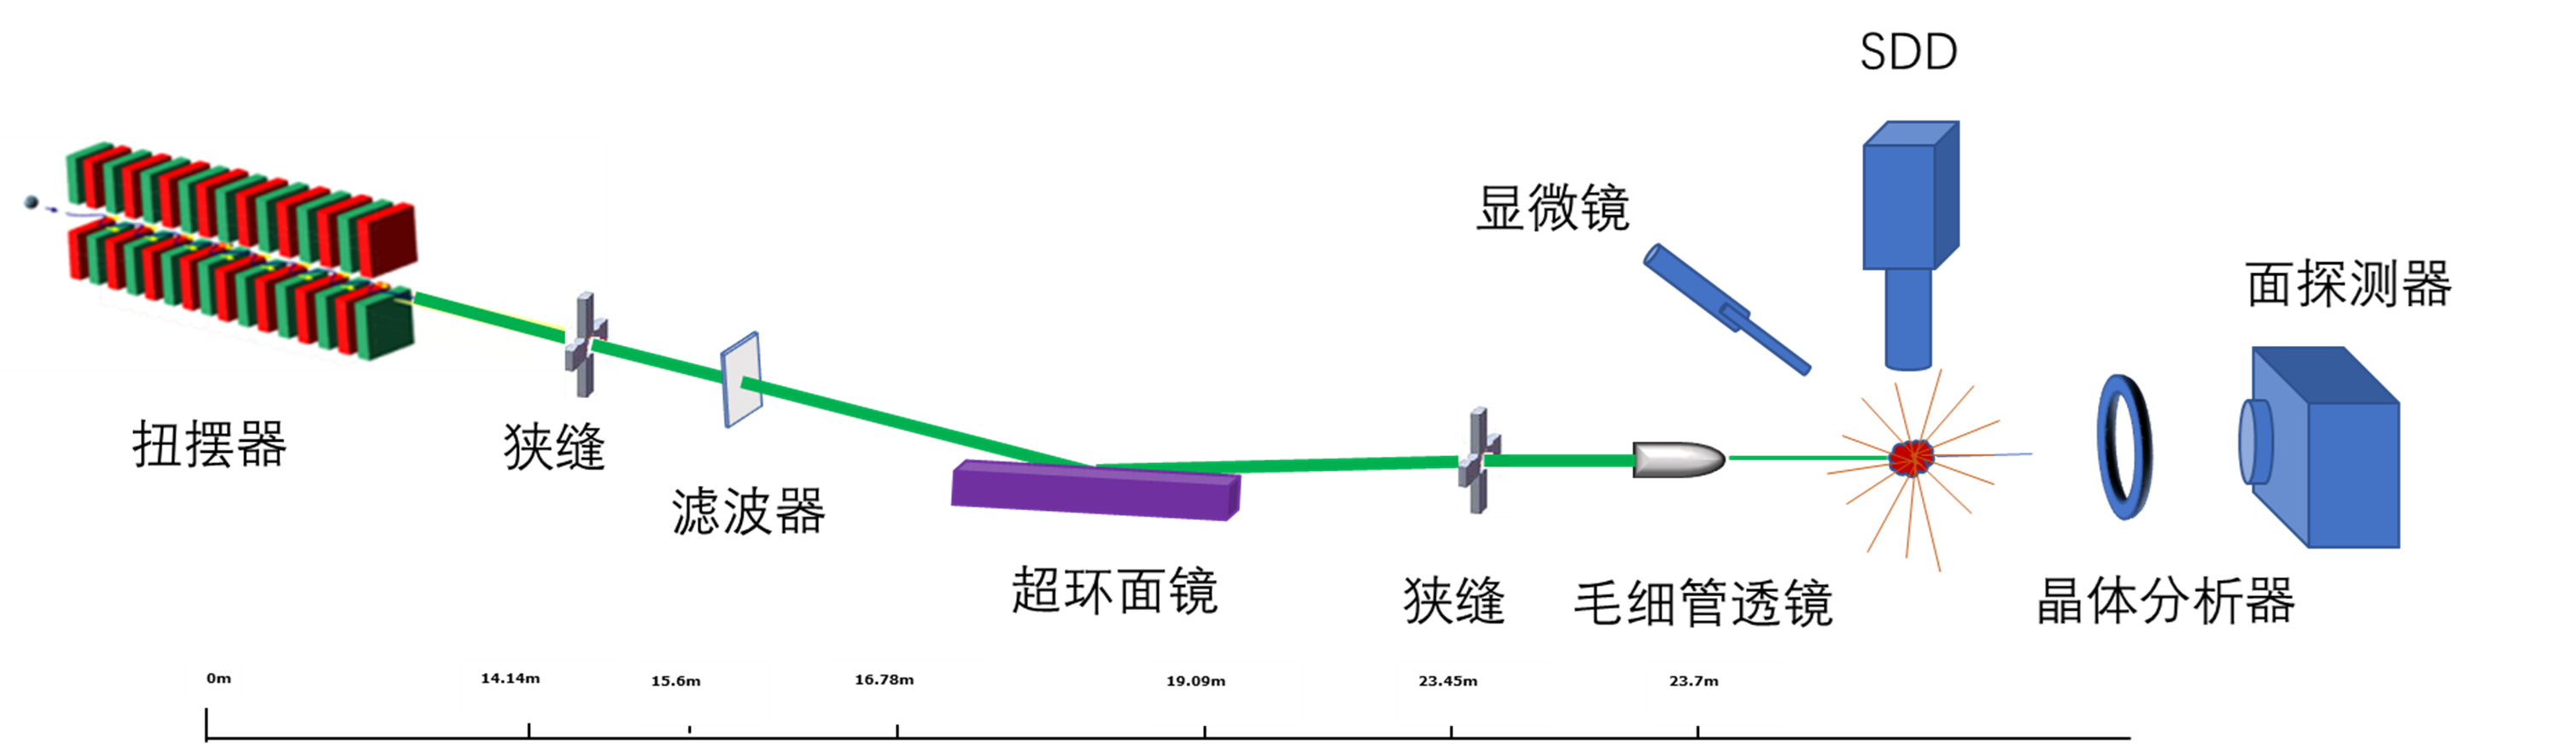 SDD
显微镜
面探测器
扭摆器
狭缝
滤波器
超环面镜
狭缝
毛细管透镜
晶体分析器
0m
14.14m
15.6m
16.78m
19.09m
23.45m
23.7m